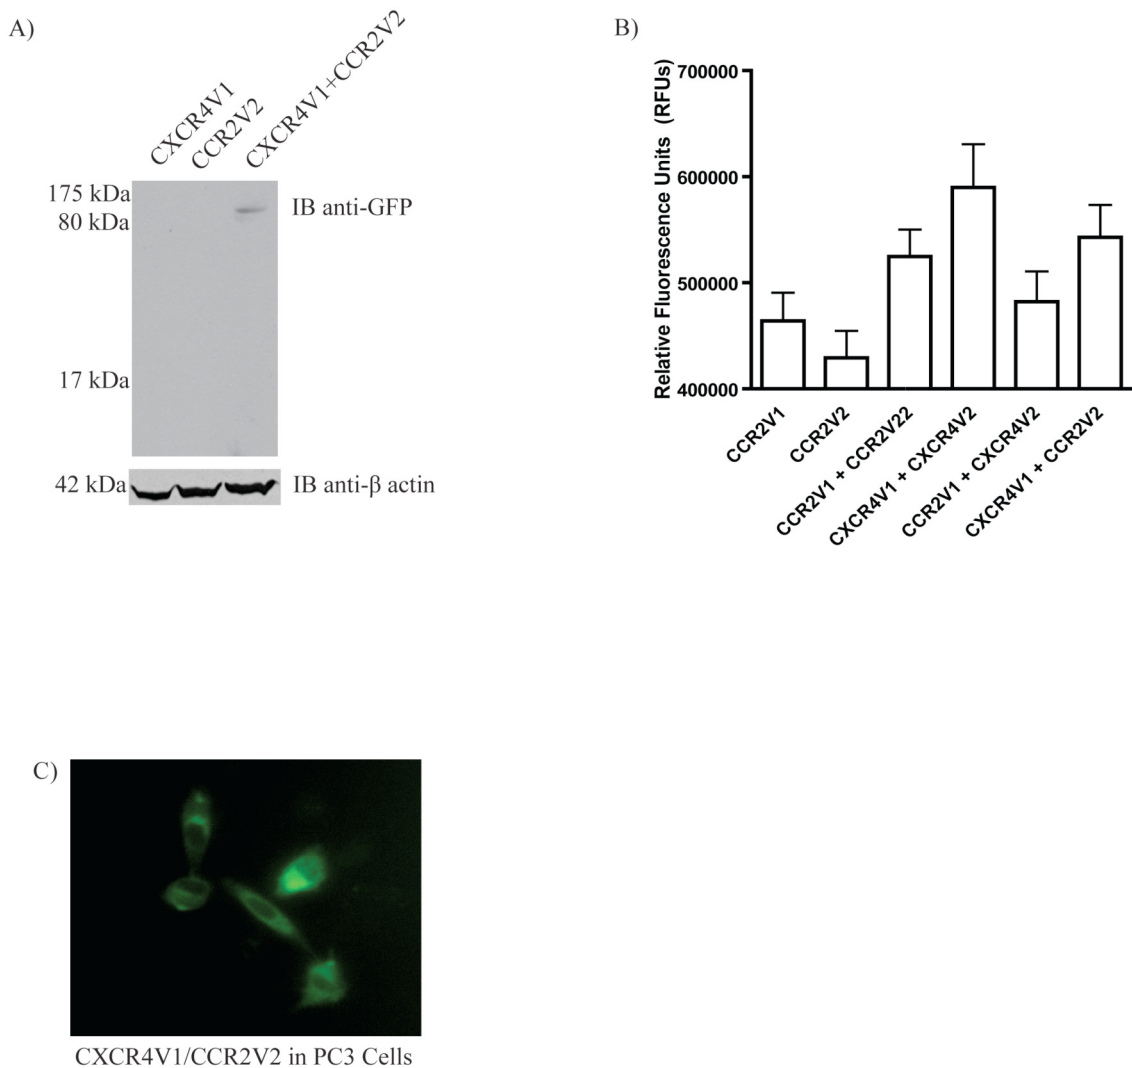 A)
CXCR4V1
CCR2V2
CXCR4V1+CCR2V2
175 kDa
80 kDa
IB anti-GFP
17 kDa
42 kDa
IB anti-β actin
B)
Relative Fluorescence Units (RFUs)
700000
600000
500000
400000
CCR2V1
CCR2V2
CCR2V1 + CCR2V22
CXCR4V1 + CXCR4V2
CCR2V1 + CXCR4V2
CXCR4V1 + CCR2V2
C)
CXCR4V1/CCR2V2 in PC3 Cells